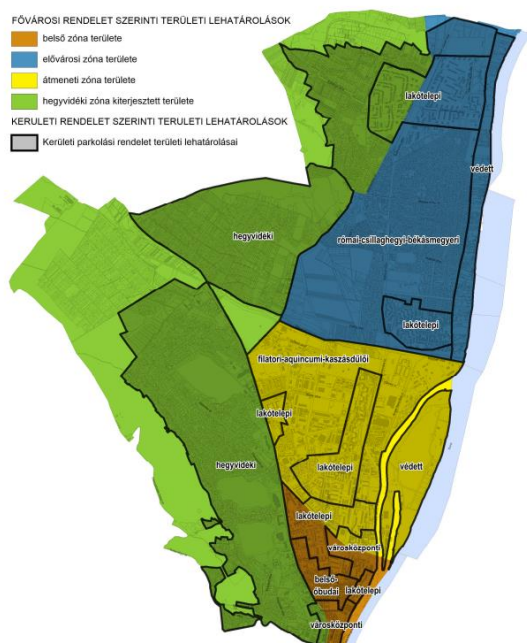 FŐVÁROSI RENDELET SZERINTI TERÜLETI LEHATÁROLÁSOK
belső zóna területe
elővárosi zóna területe
átmeneti zóna területe
hegyvidéki zóna kiterjesztett területe
KERÜLETI RENDELET SZERINTI TERÜLETI LEHATÁROLÁSOK
Kerületi parkolási rendelet területi lehatárolásai
lakótelepi
védett
hegyvidéki
római-csillaghegyi-békásmegyeri
lakótelepi
filatori-aquincumi-kaszásdűlői
lakótelepi
hegyvidéki
lakótelepi
védett
lakótelepi
városközponti
belső-
óbudai
lakótelepi
városközponti